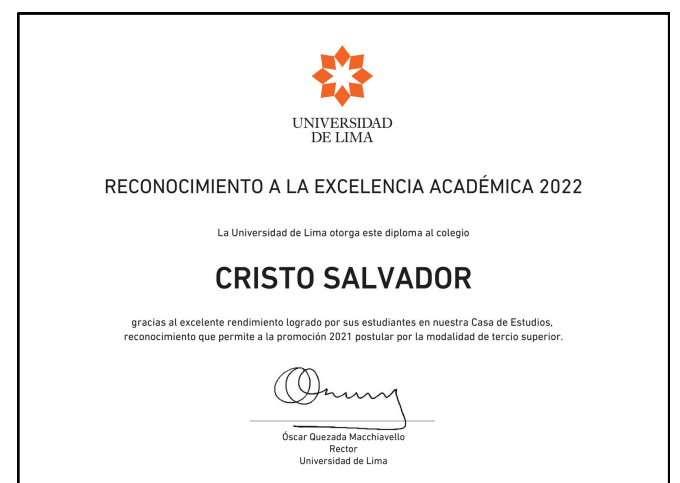 UNIVERSIDAD
DE LIMA
RECONOCIMIENTO A LA EXCELENCIA ACADÉMICA 2022
La Universidad de Lima otorga este diploma al colegio
CRISTO SALVADOR
gracias al excelente rendimiento logrado por sus estudiantes en nuestra Casa de Estudios,
reconocimiento que permite a la promoción 2021 postular por la modalidad de tercio superior.
Óscar Quezada Macchiavello
Rector
Universidad de Lima